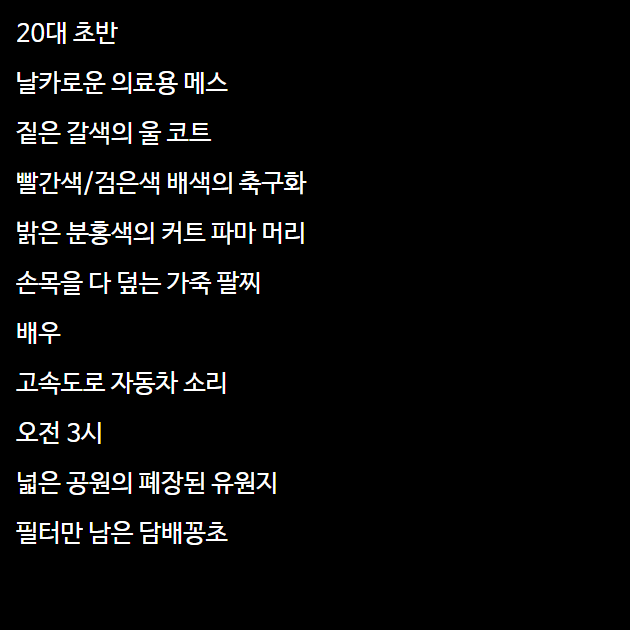 20대 초반
날카로운 의료용 메스
짙은 갈색의 울 코트
빨간색/검은색 배색의 축구화
밝은 분홍색의 커트 파마 머리
손목을 다 덮는 가죽 팔찌
배우
고속도로 자동차 소리
오전 3시
넓은 공원의 폐장된 유원지
필터만 남은 담배꽁초